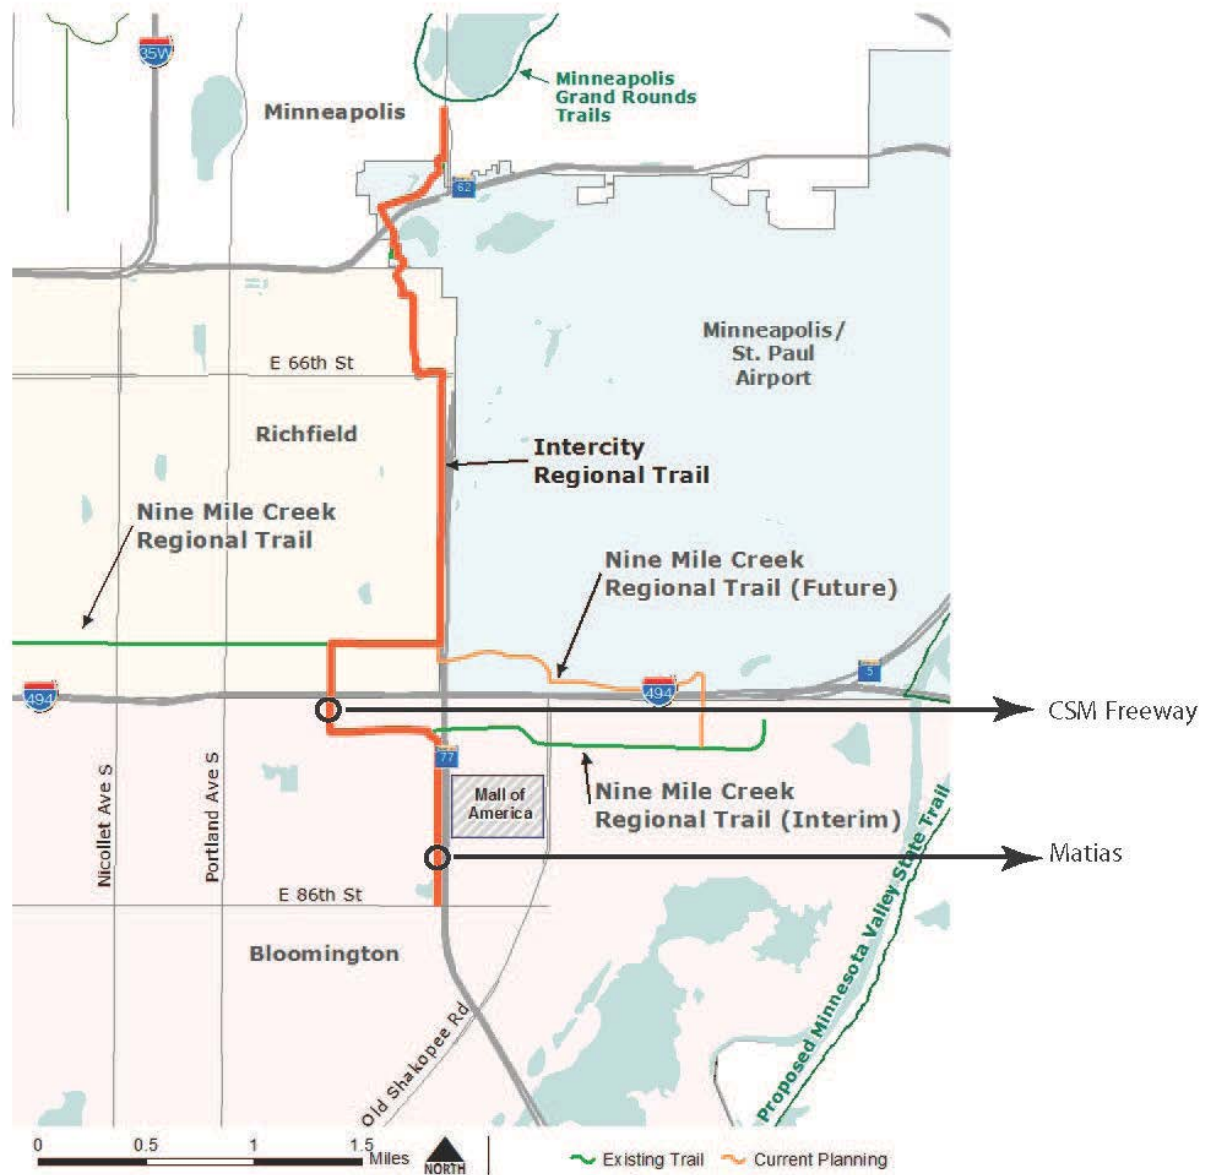 35W
Minneapolis
Minneapolis
Grand Rounds
Trails
62
Minneapolis/
St. Paul
Airport
E 66th St
Richfield
Intercity
Regional Trail
Nine Mile Creek
Regional Trail
Nine Mile Creek
Regional Trail (Future)
494
494
5
CSM Freeway
77
Nicollet Ave S
Portland Ave S
Mall of
America
Nine Mile Creek
Regional Trail (Interim)
Matias
E 86th St
Bloomington
Old Shakopee Rd
Proposed Minnesota Valley State Trail
0 0.5 1 1.5 Miles
NORTH
Existing Trail
Current Planning